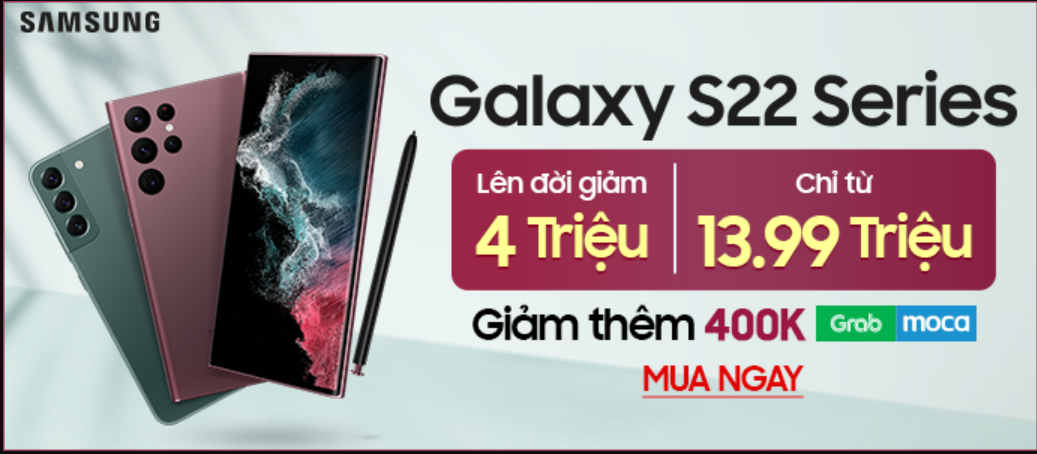 SAMSUNG
Galaxy S22 Series
Lên đời giảm
4 Triệu
Chỉ từ
13.99 Triệu
Giảm thêm 400K Grab moca
MUA NGAY